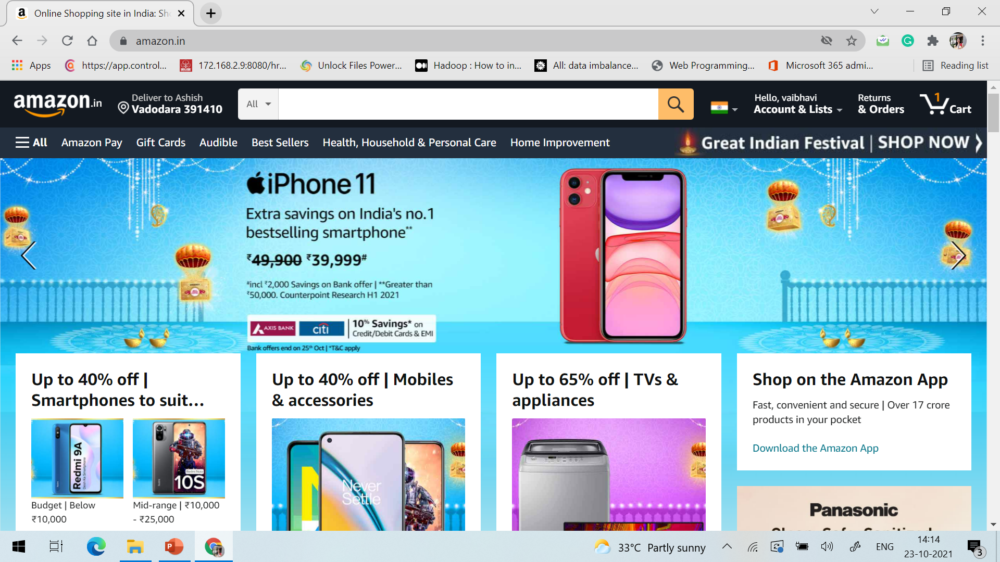 Online Shopping site in India: Sh
amazon.in
Apps
https://app.control...
172.168.2.9:8080/hr...
Unlock Files Power...
Hadoop : How to in...
All: data imbalance...
Web Programming...
Microsoft 365 admi...
Reading list
amazon.in
Deliver to Ashish
Vadodara 391410
All
Hello, vaibhavi
Account & Lists
Returns
& Orders
1
Cart
All
Amazon Pay
Gift Cards
Audible
Best Sellers
Health, Household & Personal Care
Home Improvement
Great Indian Festival | SHOP NOW
iPhone 11
Extra savings on India's no.1
bestselling smartphone**
₹49,900 ₹39,999#
#incl ₹2,000 Savings on Bank offer | **Greater than
₹50,000. Counterpoint Research H1 2021
AXIS BANK
citi
10% Savings* on
Credit/Debit Cards & EMI
Bank offers end on 25th Oct | *T&C apply
Up to 40% off |
Smartphones to suit...
Redmi 9A
Redmi Note
10S
Budget | Below
₹10,000
Mid-range | ₹10,000
- ₹25,000
Up to 40% off | Mobiles
& accessories
Never
Settle
Up to 65% off | TVs &
appliances
Shop on the Amazon App
Fast, convenient and secure | Over 17 crore
products in your pocket
Download the Amazon App
Panasonic
33°C Partly sunny
ENG
14:14
23-10-2021
3